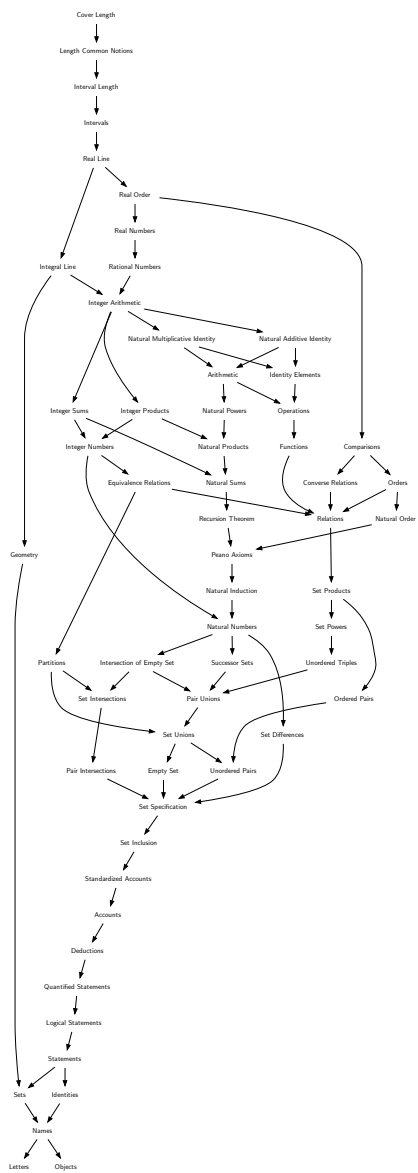 Cover Length
Length Common Notions
Interval Length
Intervals
Real Line
Real Order
Real Numbers
Integral Line
Rational Numbers
Integer Arithmetic
Natural Multiplicative Identity
Natural Additive Identity
Arithmetic
Identity Elements
Integer Sums
Integer Products
Natural Powers
Operations
Integer Numbers
Natural Products
Functions
Comparisons
Equivalence Relations
Natural Sums
Converse Relations
Orders
Recursion Theorem
Relations
Natural Order
Geometry
Peano Axioms
Natural Induction
Set Products
Natural Numbers
Set Powers
Partitions
Intersection of Empty Set
Successor Sets
Unordered Triples
Set Intersections
Pair Unions
Ordered Pairs
Set Unions
Set Differences
Pair Intersections
Empty Set
Unordered Pairs
Set Specification
Set Inclusion
Standardized Accounts
Accounts
Deductions
Quantified Statements
Logical Statements
Statements
Sets
Identities
Names
Letters
Objects